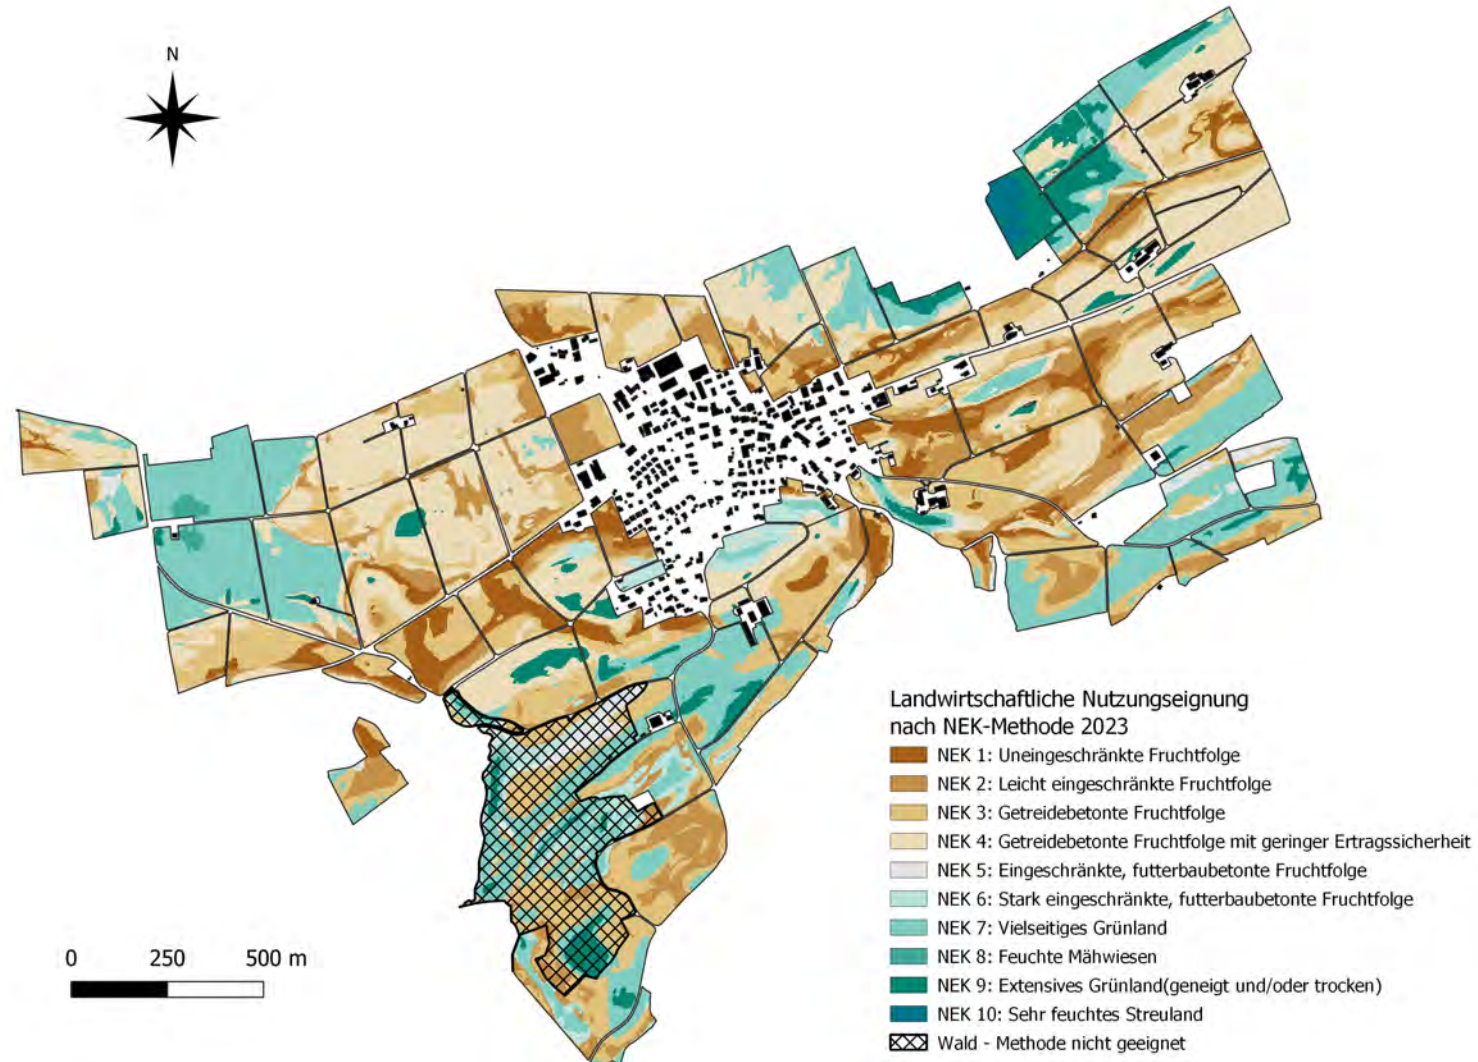 N
Landwirtschaftliche Nutzungseignung
nach NEK-Methode 2023
NEK 1: Uneingeschränkte Fruchtfolge
NEK 2: Leicht eingeschränkte Fruchtfolge
NEK 3: Getreidebetonte Fruchtfolge
NEK 4: Getreidebetonte Fruchtfolge mit geringer Ertragssicherheit
NEK 5: Eingeschränkte, futterbaubetonte Fruchtfolge
NEK 6: Stark eingeschränkte, futterbaubetonte Fruchtfolge
NEK 7: Vielseitiges Grünland
NEK 8: Feuchte Mähwiesen
NEK 9: Extensives Grünland(geneigt und/oder trocken)
NEK 10: Sehr feuchtes Streuland
Wald - Methode nicht geeignet
0 250 500 m